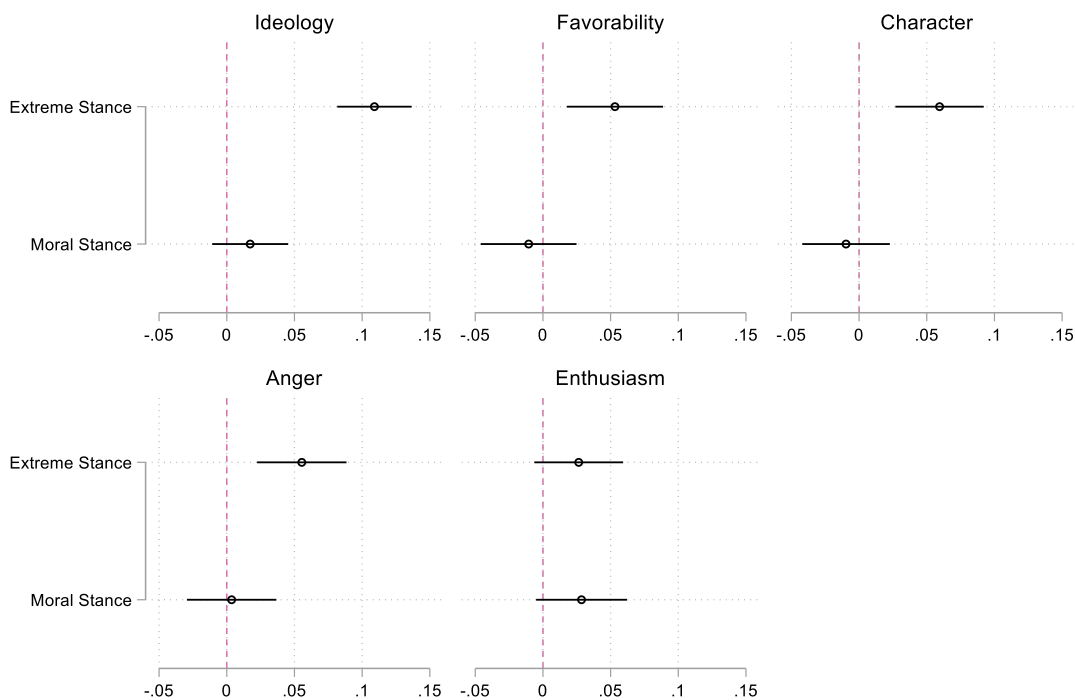 Ideology
Favorability
Character
Extreme Stance
Moral Stance
-.05 0 .05 .1 .15
-.05 0 .05 .1 .15
-.05 0 .05 .1 .15
Anger
Enthusiasm
Extreme Stance
Moral Stance
-.05 0 .05 .1 .15
-.05 0 .05 .1 .15